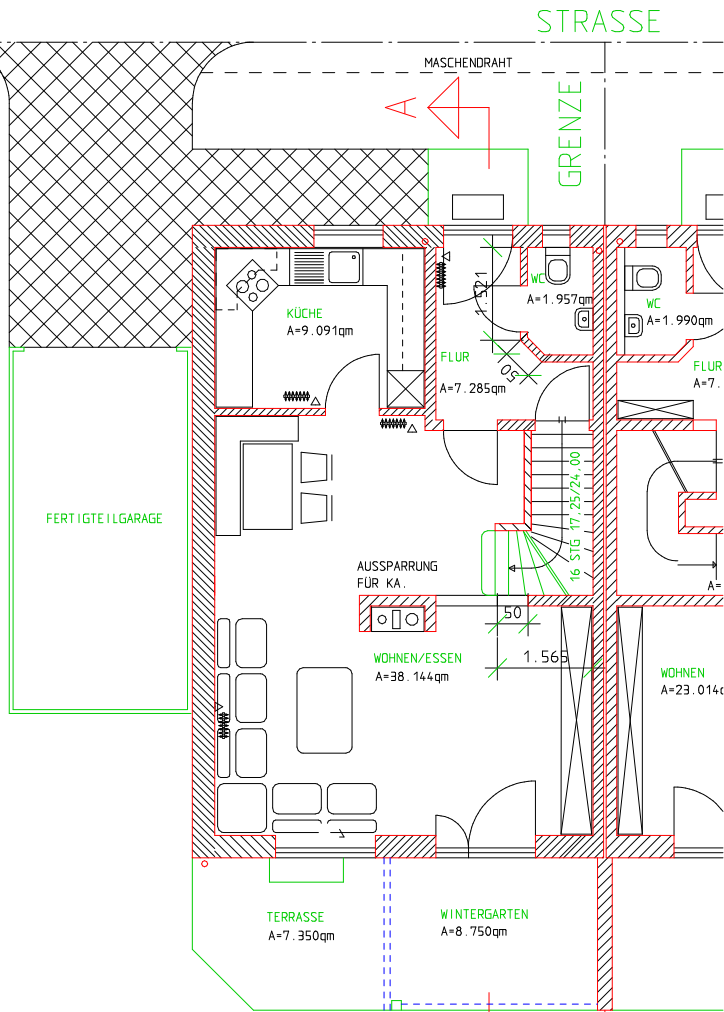 STRASSE
MASCHENDRAHT
A
GRENZE
1.521
WC
A=1.957qm
WC
A=1.990qm
KÜCHE
A=9.091qm
FLUR
A=7.285qm
50
FLUR
A=7.
FERTIGTEILGARAGE
16 STG 17.25/24,00
AUSSPARRUNG
FÜR KA.
A=
50
WOHNEN/ESSEN
A=38.144qm
1.565
WOHNEN
A=23.014q
TERRASSE
A=7.350qm
WINTERGARTEN
A=8.750qm